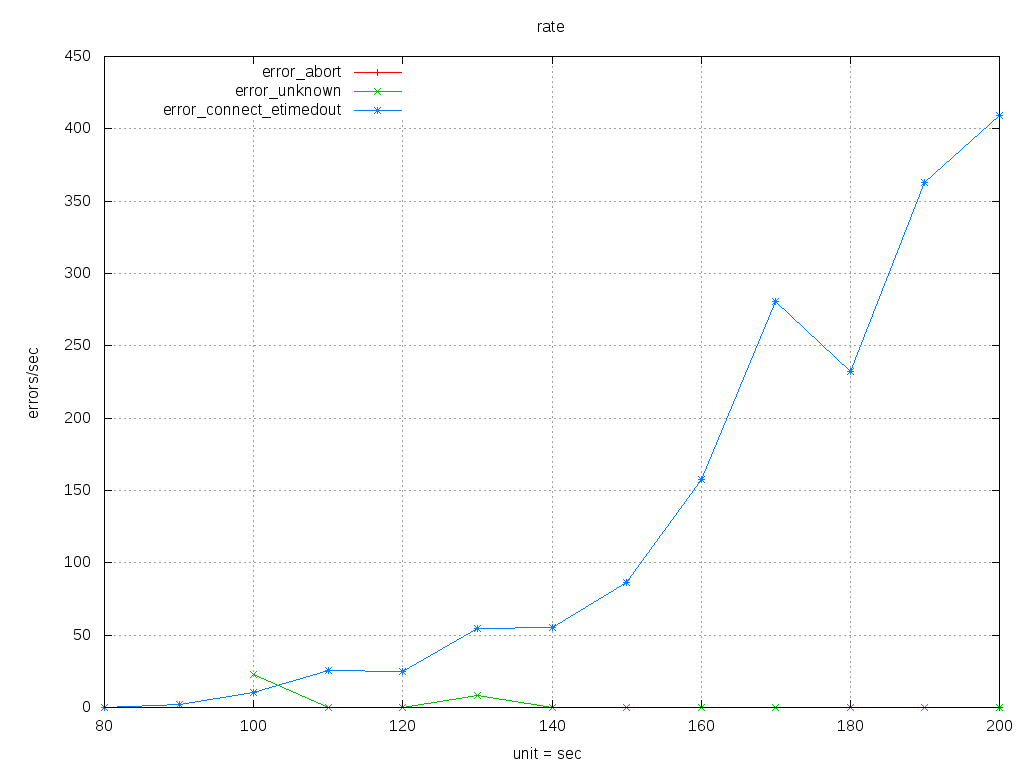 rate
450
400
350
300
250
200
150
100
50
0
errors/sec
error_abort
error_unknown
error_connect_etimedout
80 100 120 140 160 180 200
unit = sec